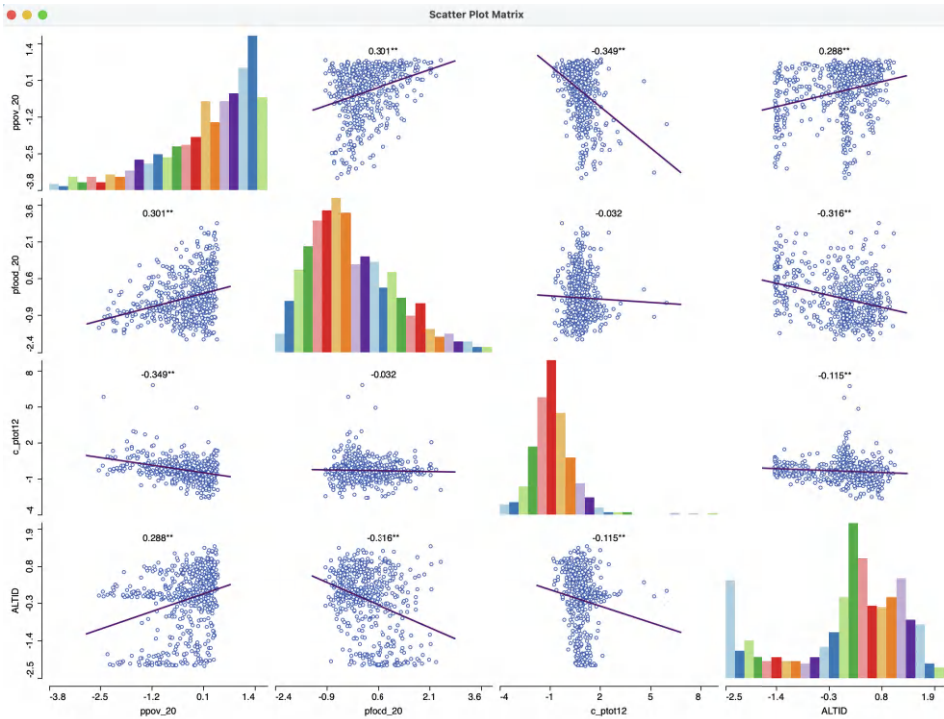 Scatter Plot Matrix
1.4
0.1
-1.2
-2.5
-3.8
ppov_20
0.301**
-0.349**
0.288**
3.6
2.1
0.6
-0.9
-2.4
pfood_20
0.301**
-0.032
-0.316**
8
5
2
-1
-4
c_ptot12
-0.349**
-0.032
-0.115**
1.9
0.8
-0.3
-1.4
-2.5
ALTID
0.288**
-0.316**
-0.115**
-3.8 -2.5 -1.2 0.1 1.4
-2.4 -0.9 0.6 2.1 3.6
-4 -1 2 5 8
-2.5 -1.4 -0.3 0.8 1.9
ppov_20
pfood_20
c_ptot12
ALTID